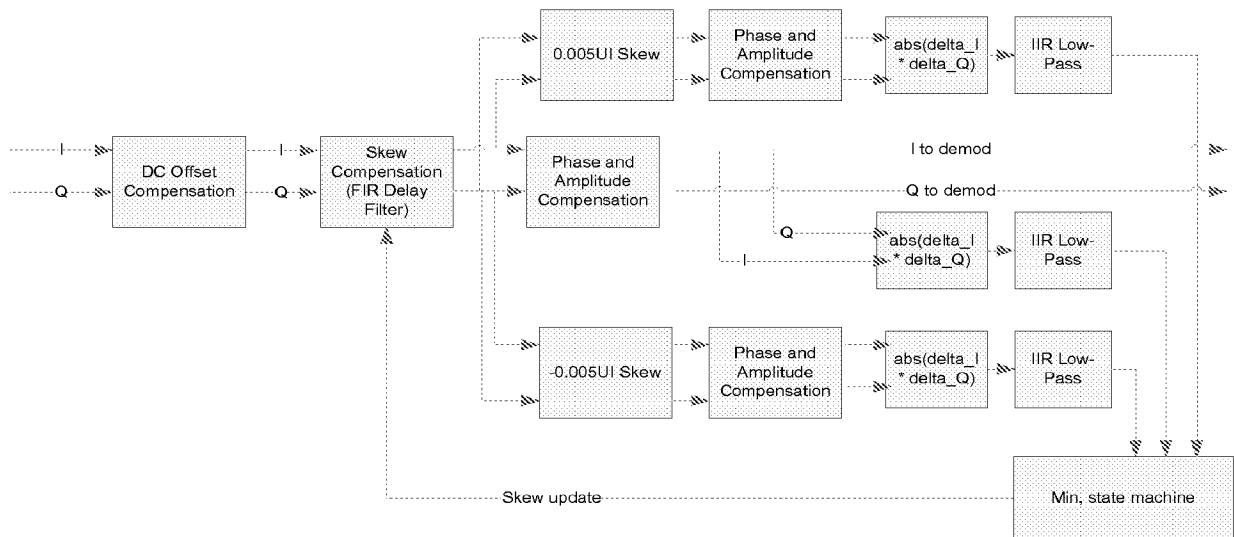 0.005UI Skew
Phase and
Amplitude
Compensation
abs(delta_I
* delta_Q)
IIR Low-
Pass
I
Q
DC Offset
Compensation
I
Q
Skew
Compensation
(FIR Delay
Filter)
Phase and
Amplitude
Compensation
I to demod
Q to demod
Q
I
abs(delta_I
* delta_Q)
IIR Low-
Pass
-0.005UI Skew
Phase and
Amplitude
Compensation
abs(delta_I
* delta_Q)
IIR Low-
Pass
Skew update
Min, state machine